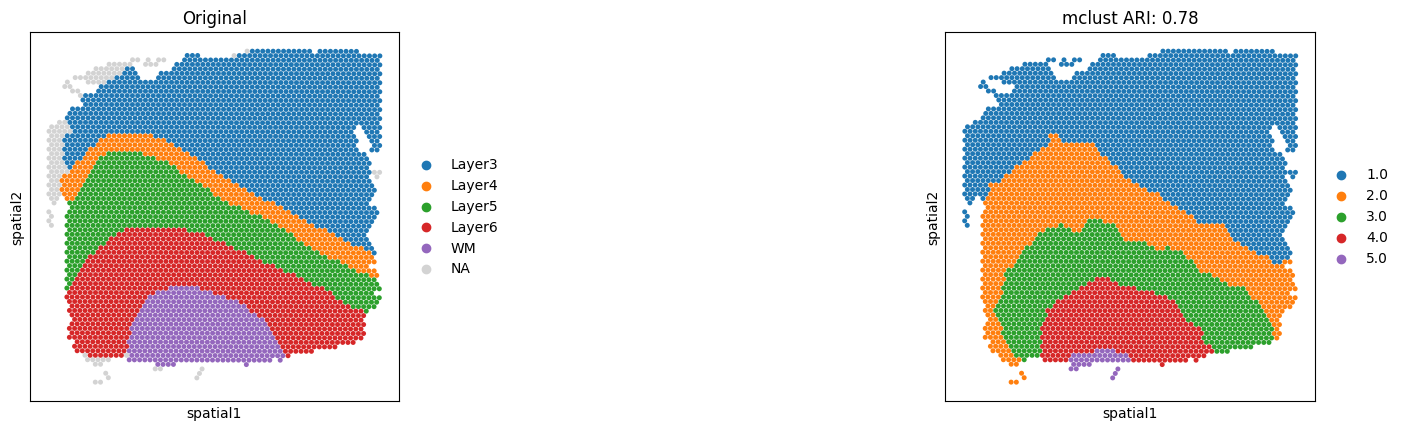 Original
spatial2
spatial1
Layer3
Layer4
Layer5
Layer6
WM
NA
mclust ARI: 0.78
spatial2
spatial1
1.0
2.0
3.0
4.0
5.0